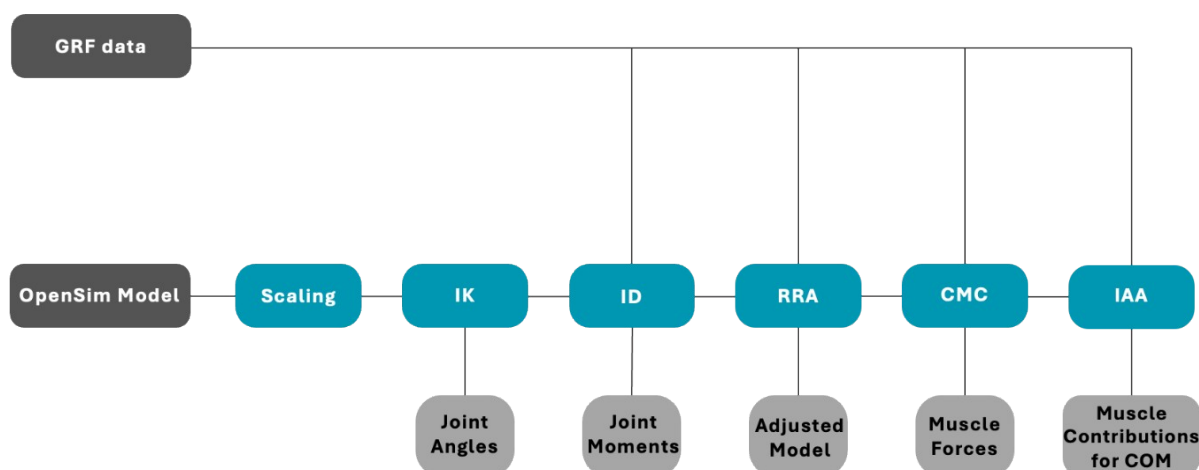 GRF data
OpenSim Model
Scaling
IK
ID
RRA
CMC
IAA
Joint
Angles
Joint
Moments
Adjusted
Model
Muscle
Forces
Muscle
Contributions
for COM